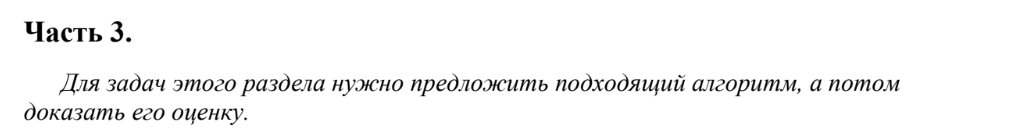 Часть 3.
Для задач этого раздела нужно предложить подходящий алгоритм, а потом
доказать его оценку.